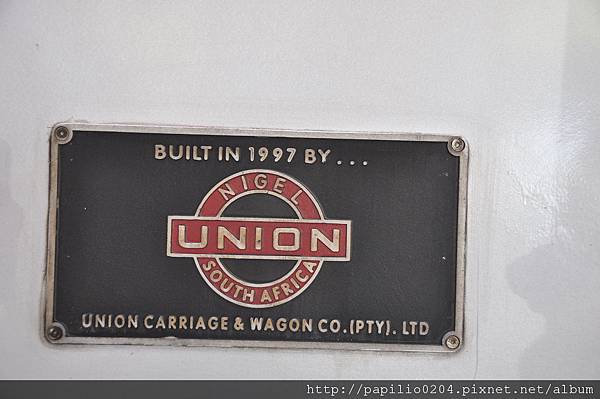 BUILT IN 1997 BY . . .
NIGEL
UNION
SOUTH AFRICA
UNION CARRIAGE & WAGON CO.(PTY). LTD
http://papilio0204.pixnet.net/album